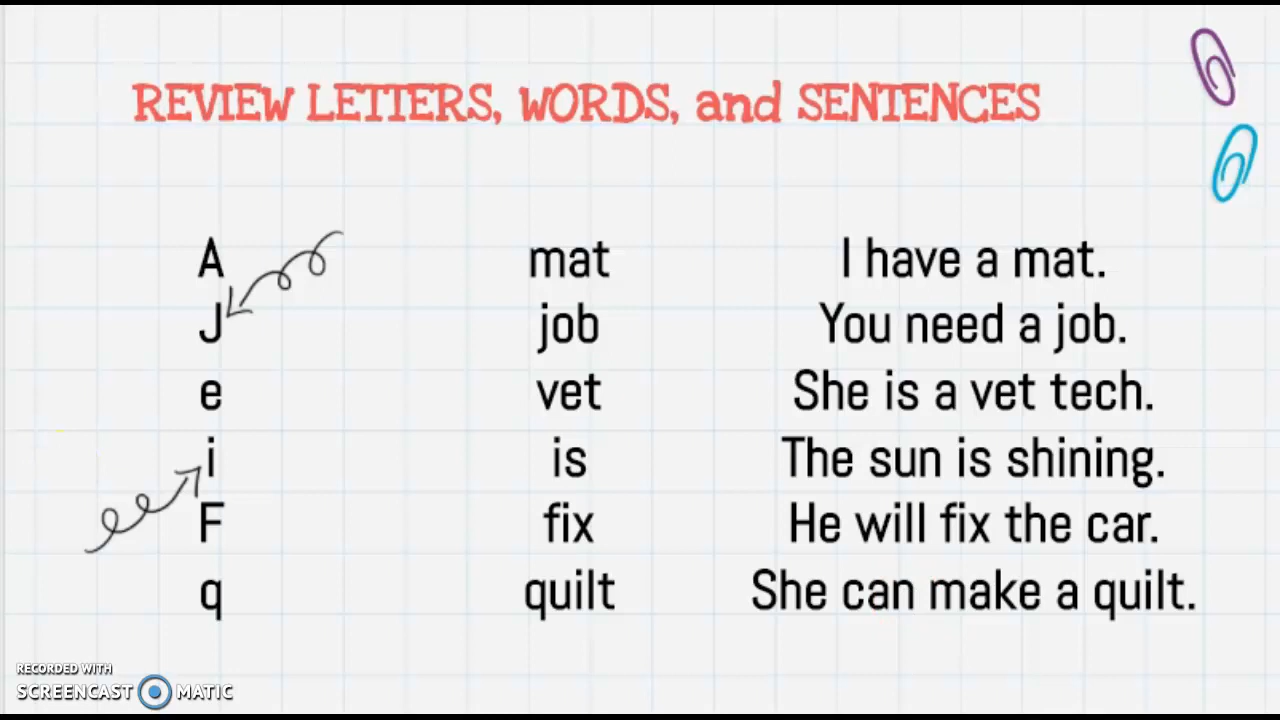 REVIEW LETTERS, WORDS, and SENTENCES
A mat I have a mat.
J job You need a job.
e vet She is a vet tech.
i is The sun is shining.
F fix He will fix the car.
q quilt She can make a quilt.
RECORDED WITH
SCREENCAST MATIC